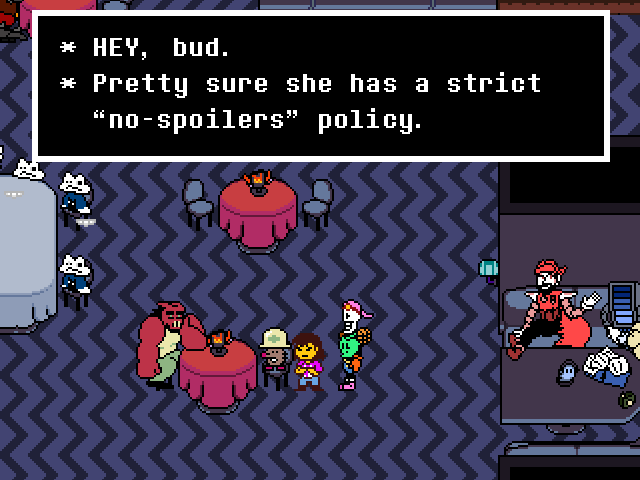 * HEY, bud.
* Pretty sure she has a strict
“no-spoilers” policy.